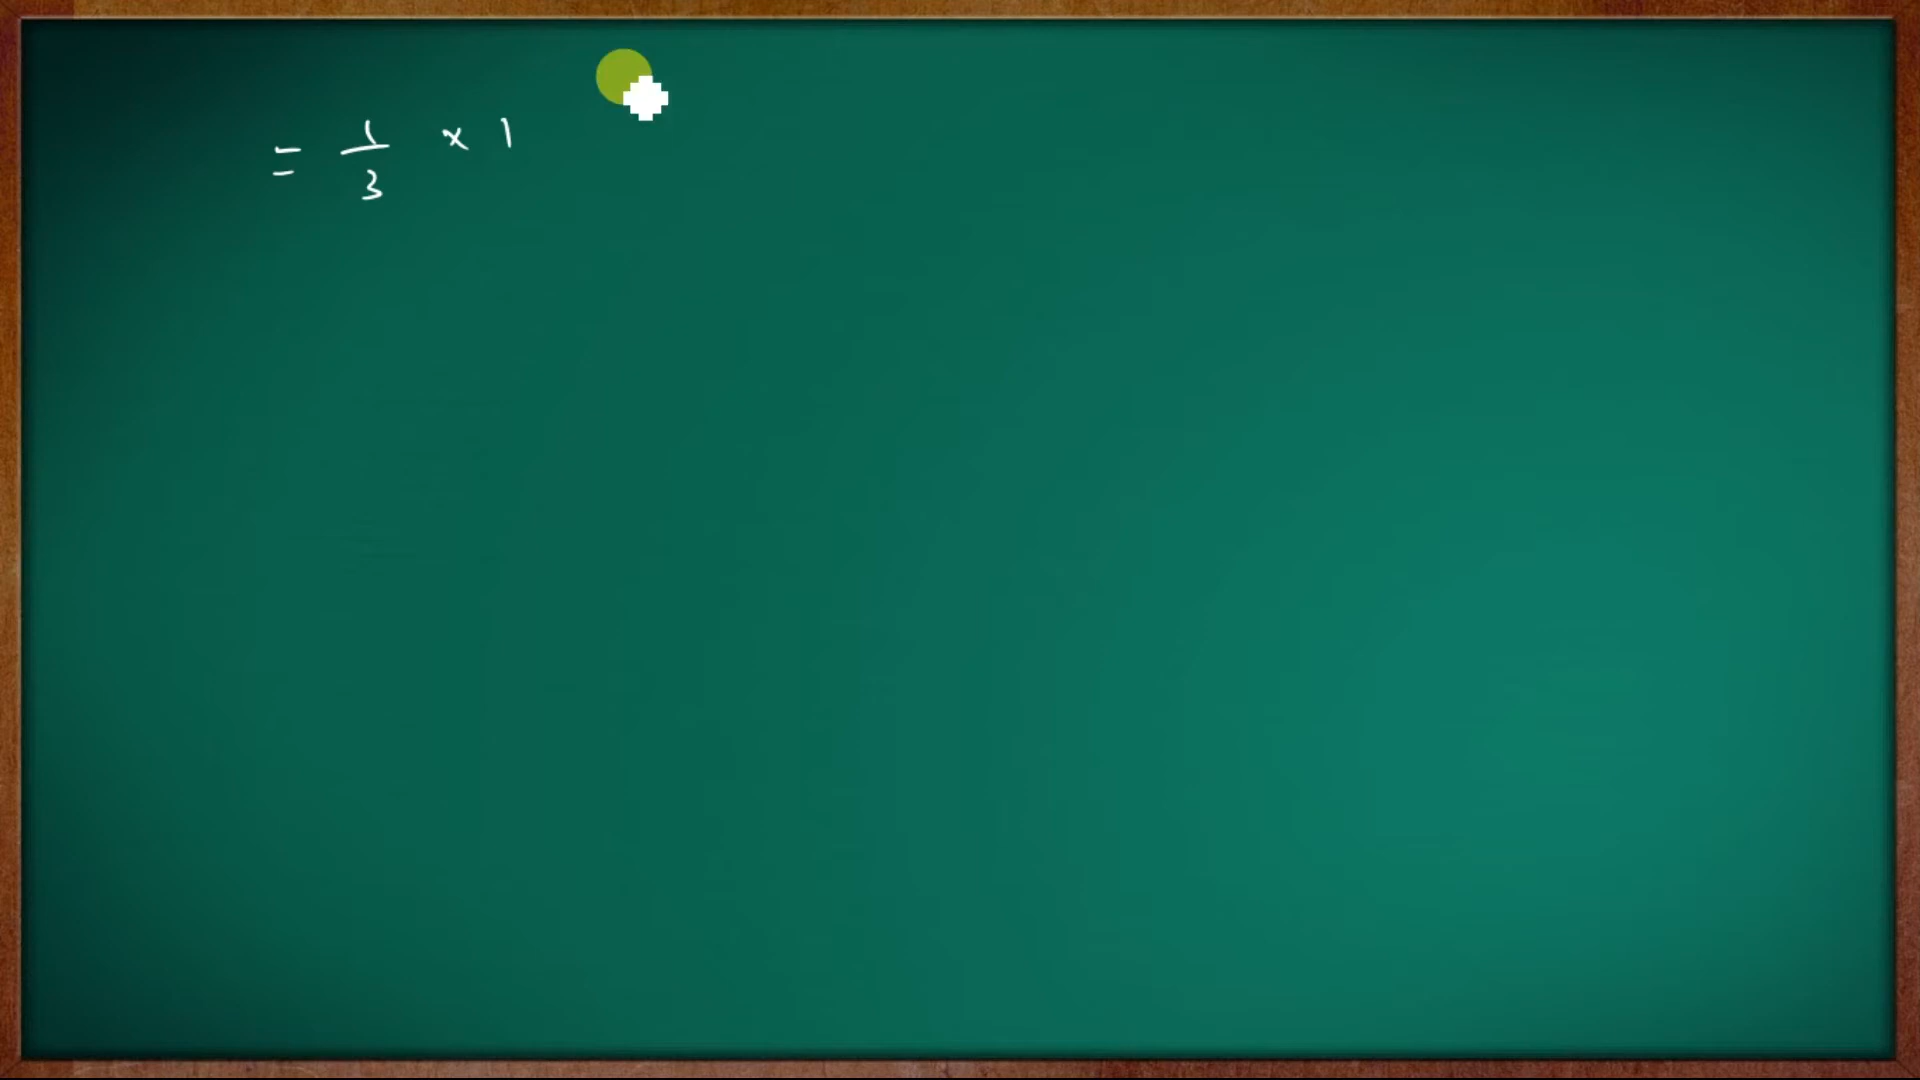 = 1/3 × 1